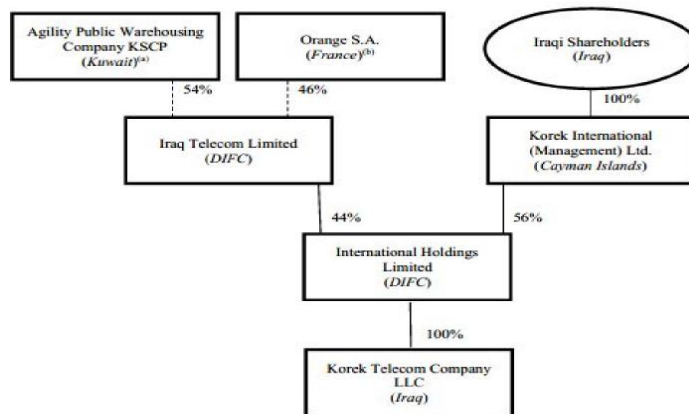 Agility Public Warehousing
Company KSCP
(Kuwait)(a)
Orange S.A.
(France)(b)
Iraqi Shareholders
(Iraq)
54%
46%
100%
Iraq Telecom Limited
(DIFC)
Korek International
(Management) Ltd.
(Cayman Islands)
44%
56%
International Holdings
Limited
(DIFC)
100%
Korek Telecom Company
LLC
(Iraq)